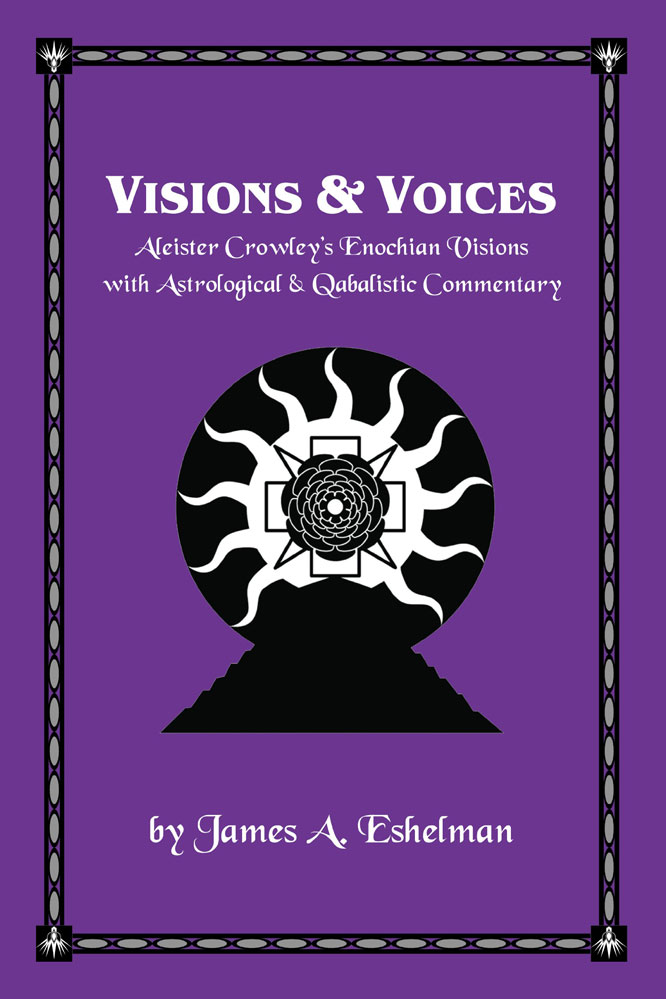 VISIONS & VOICES
Aleister Crowley's Enochian Visions
with Astrological & Qabalistic Commentary
by James A. Eshelman